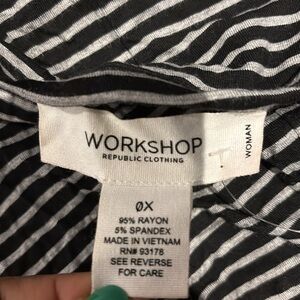 WORKSHOP
REPUBLIC CLOTHING
WOMAN
0X
95% RAYON
5% SPANDEX
MADE IN VIETNAM
RN# 93178
SEE REVERSE
FOR CARE